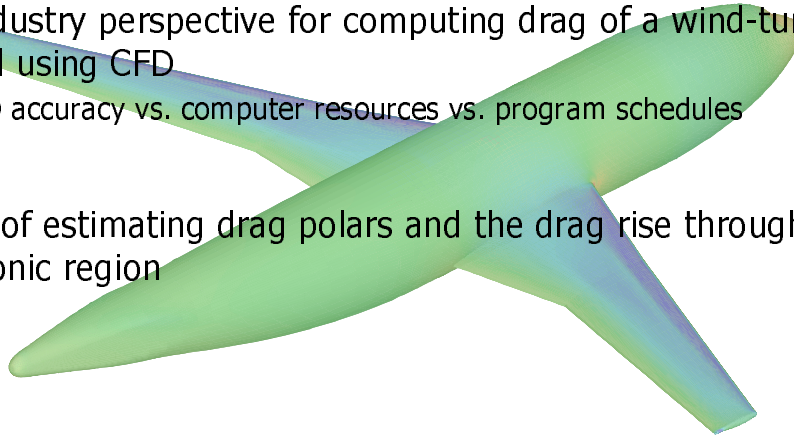 dustry perspective for computing drag of a wind-tu
using CFD
accuracy vs. computer resources vs. program schedules
of estimating drag polars and the drag rise through
onic region